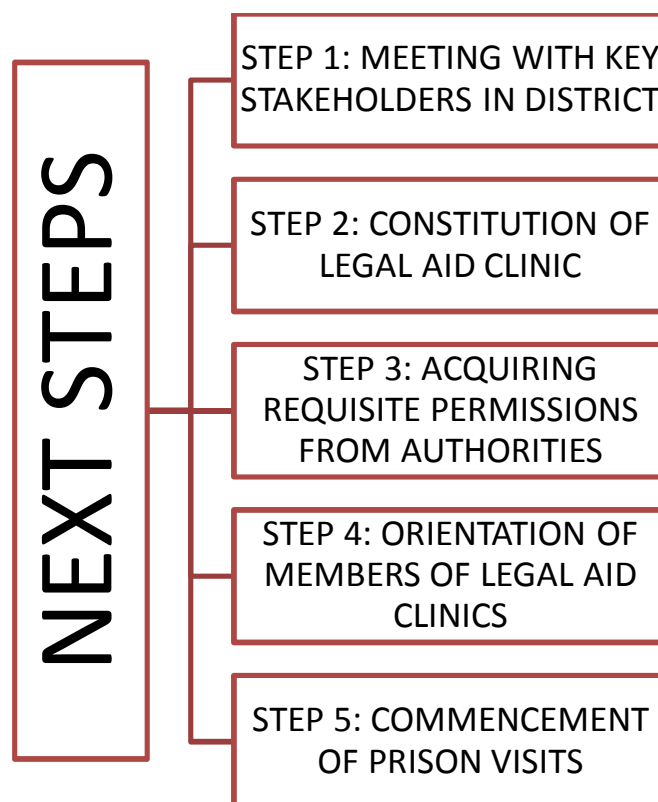 NEXT STEPS
STEP 1: MEETING WITH KEY
STAKEHOLDERS IN DISTRICT
STEP 2: CONSTITUTION OF
LEGAL AID CLINIC
STEP 3: ACQUIRING
REQUISITE PERMISSIONS
FROM AUTHORITIES
STEP 4: ORIENTATION OF
MEMBERS OF LEGAL AID
CLINICS
STEP 5: COMMENCEMENT
OF PRISON VISITS